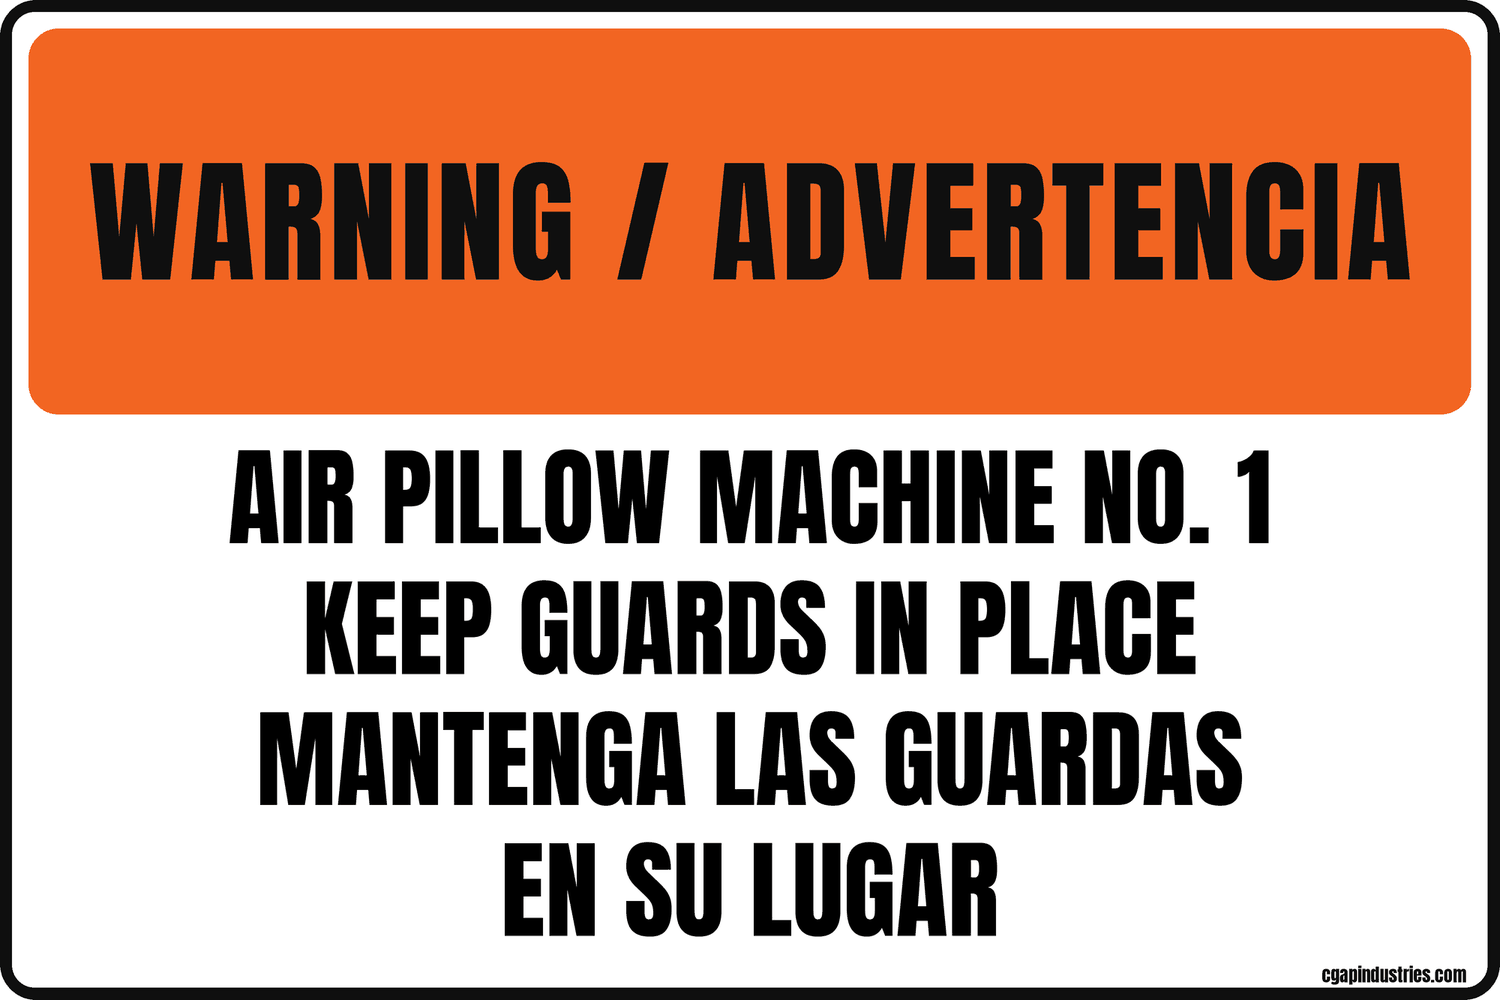 WARNING / ADVERTENCIA
AIR PILLOW MACHINE NO. 1
KEEP GUARDS IN PLACE
MANTENGA LAS GUARDAS
EN SU LUGAR
cgapindustries.com